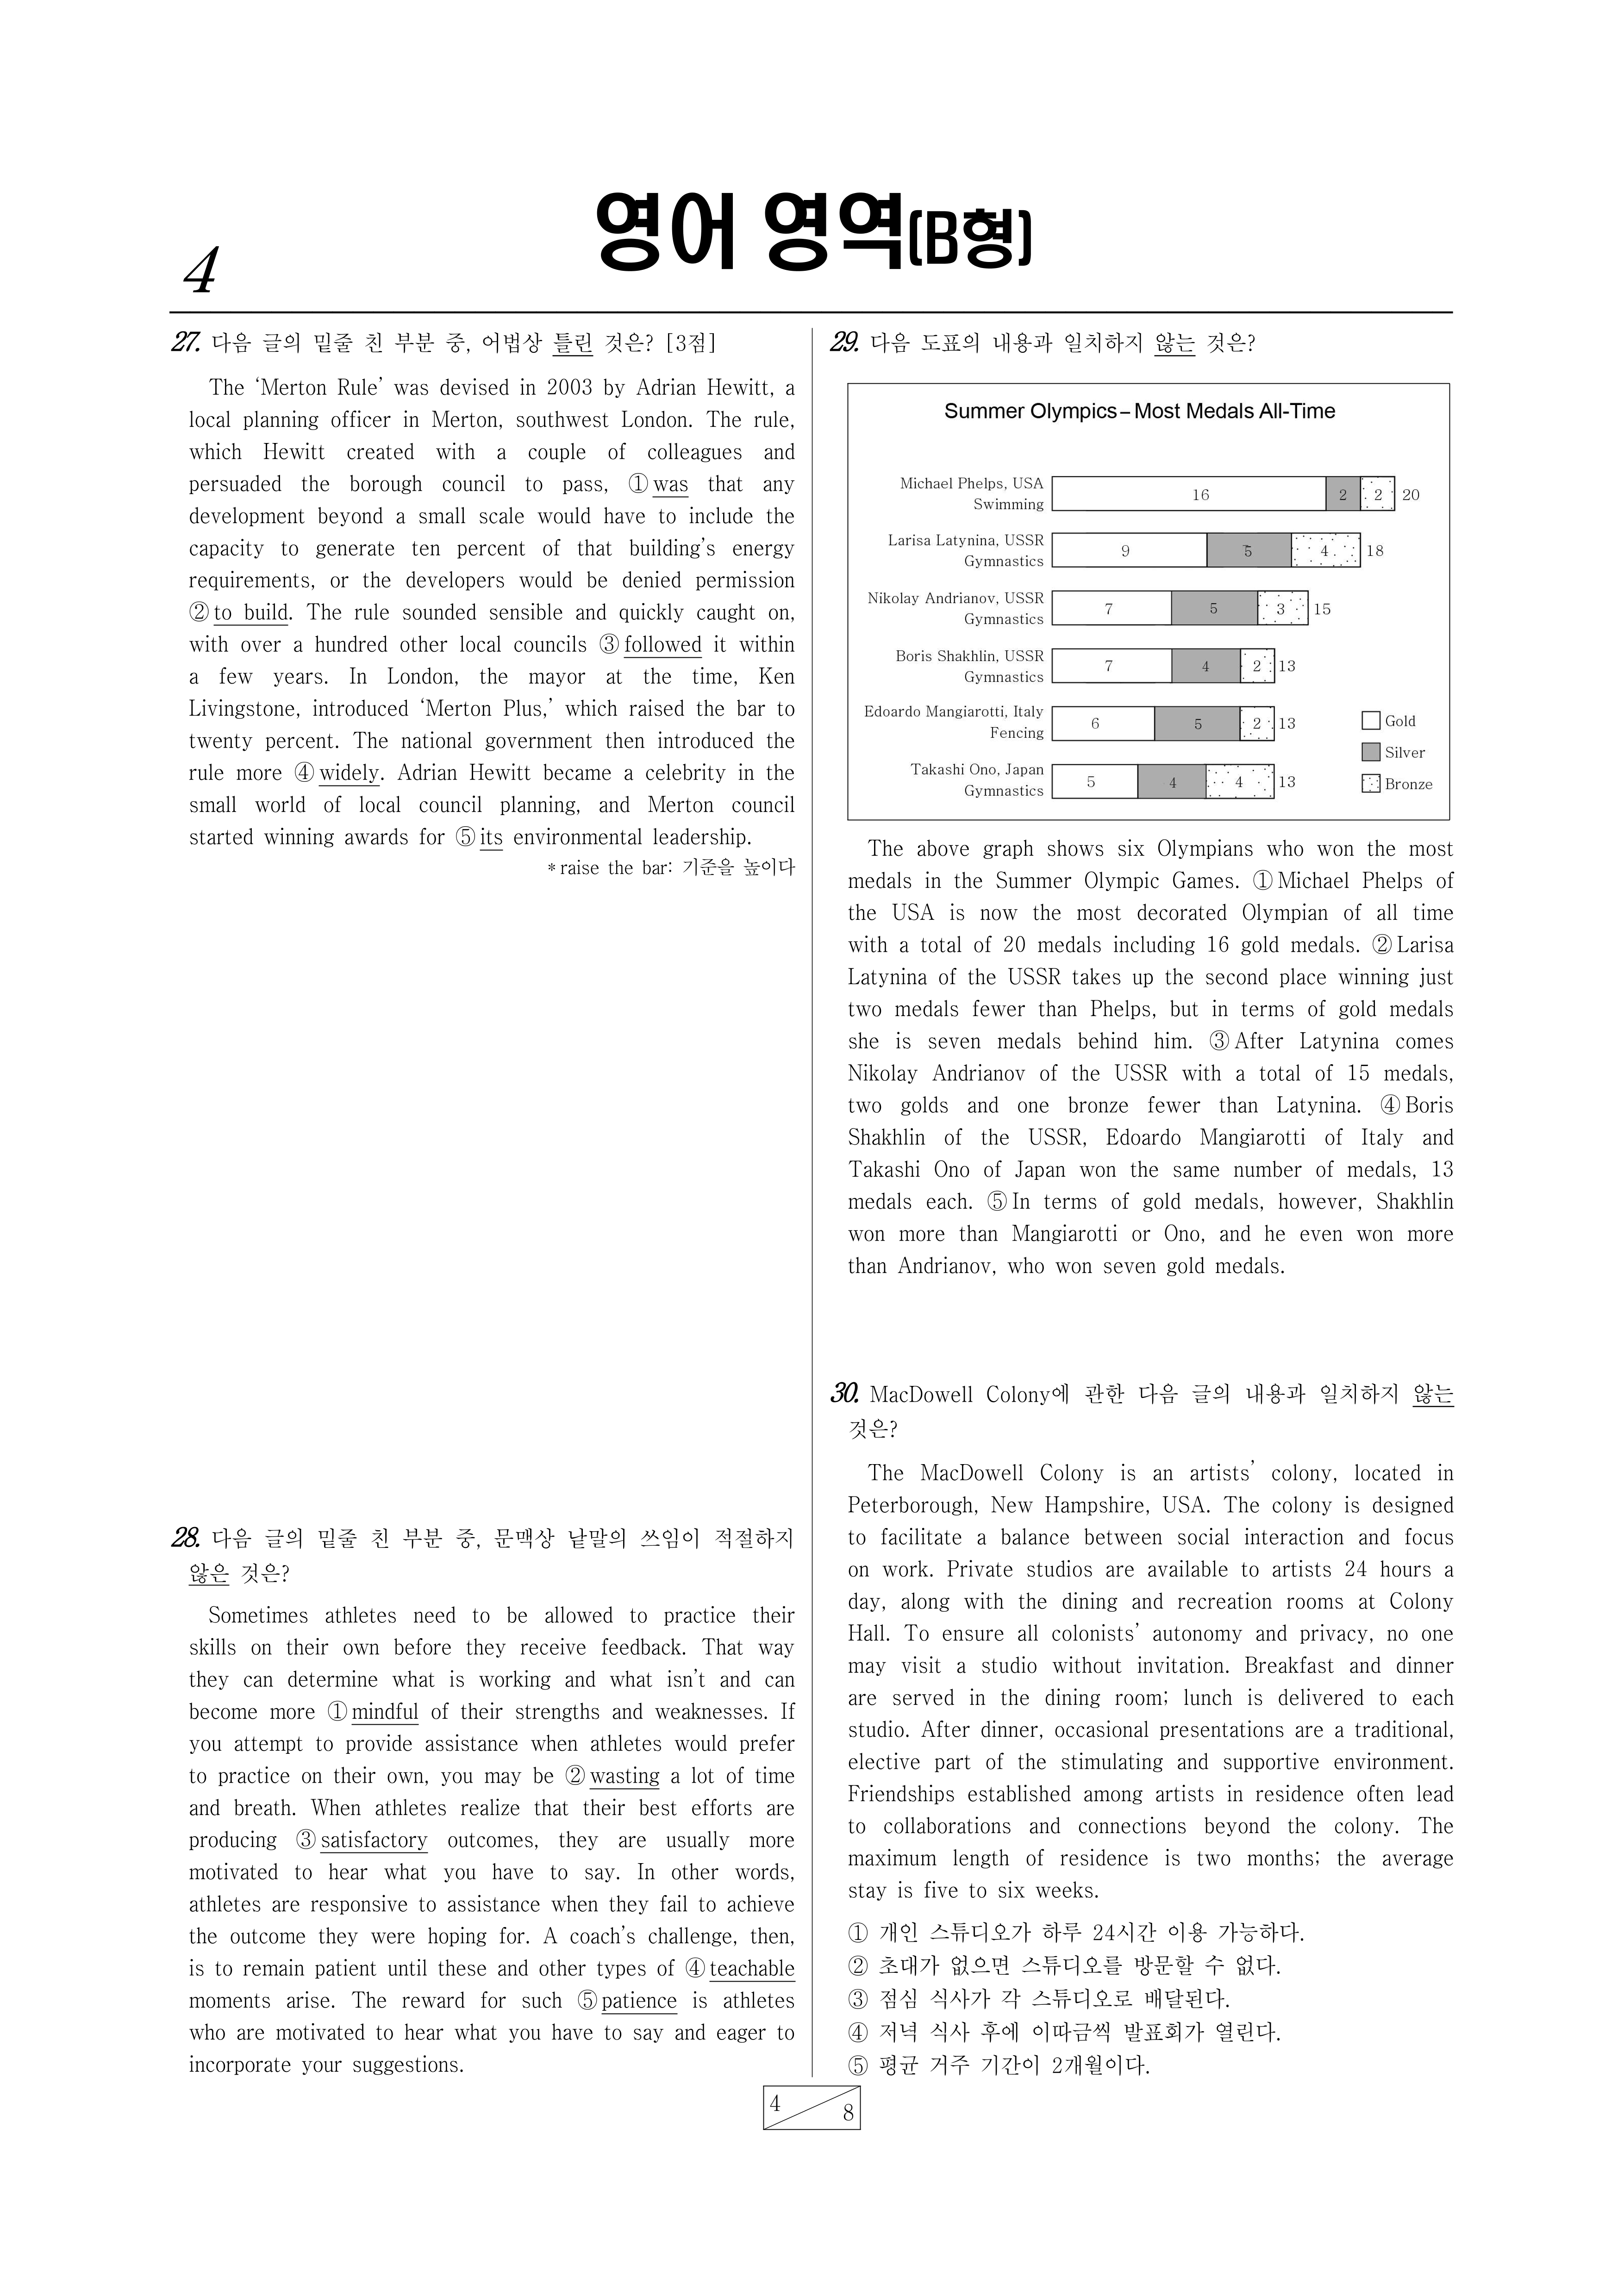 영어 영역(B형)
4
27. 다음 글의 밑줄 친 부분 중, 어법상 틀린 것은? [3점]
The ‘Merton Rule’ was devised in 2003 by Adrian Hewitt, a
local planning officer in Merton, southwest London. The rule,
which Hewitt created with a couple of colleagues and
persuaded the borough council to pass, ① was that any
development beyond a small scale would have to include the
capacity to generate ten percent of that building’s energy
requirements, or the developers would be denied permission
② to build. The rule sounded sensible and quickly caught on,
with over a hundred other local councils ③ followed it within
a few years. In London, the mayor at the time, Ken
Livingstone, introduced ‘Merton Plus,’ which raised the bar to
twenty percent. The national government then introduced the
rule more ④ widely. Adrian Hewitt became a celebrity in the
small world of local council planning, and Merton council
started winning awards for ⑤ its environmental leadership.
* raise the bar: 기준을 높이다
28. 다음 글의 밑줄 친 부분 중, 문맥상 낱말의 쓰임이 적절하지
않은 것은?
Sometimes athletes need to be allowed to practice their
skills on their own before they receive feedback. That way
they can determine what is working and what isn’t and can
become more ① mindful of their strengths and weaknesses. If
you attempt to provide assistance when athletes would prefer
to practice on their own, you may be ② wasting a lot of time
and breath. When athletes realize that their best efforts are
producing ③ satisfactory outcomes, they are usually more
motivated to hear what you have to say. In other words,
athletes are responsive to assistance when they fail to achieve
the outcome they were hoping for. A coach’s challenge, then,
is to remain patient until these and other types of ④ teachable
moments arise. The reward for such ⑤ patience is athletes
who are motivated to hear what you have to say and eager to
incorporate your suggestions.
29. 다음 도표의 내용과 일치하지 않는 것은?
Summer Olympics – Most Medals All-Time
Michael Phelps, USA
Swimming
16 2 2 20
Larisa Latynina, USSR
Gymnastics
9 5 4 18
Nikolay Andrianov, USSR
Gymnastics
7 5 3 15
Boris Shakhlin, USSR
Gymnastics
7 4 2 13
Edoardo Mangiarotti, Italy
Fencing
6 5 2 13
Takashi Ono, Japan
Gymnastics
5 4 4 13
Gold
Silver
Bronze
The above graph shows six Olympians who won the most
medals in the Summer Olympic Games. ① Michael Phelps of
the USA is now the most decorated Olympian of all time
with a total of 20 medals including 16 gold medals. ② Larisa
Latynina of the USSR takes up the second place winning just
two medals fewer than Phelps, but in terms of gold medals
she is seven medals behind him. ③ After Latynina comes
Nikolay Andrianov of the USSR with a total of 15 medals,
two golds and one bronze fewer than Latynina. ④ Boris
Shakhlin of the USSR, Edoardo Mangiarotti of Italy and
Takashi Ono of Japan won the same number of medals, 13
medals each. ⑤ In terms of gold medals, however, Shakhlin
won more than Mangiarotti or Ono, and he even won more
than Andrianov, who won seven gold medals.
30. MacDowell Colony에 관한 다음 글의 내용과 일치하지 않는
것은?
The MacDowell Colony is an artists’ colony, located in
Peterborough, New Hampshire, USA. The colony is designed
to facilitate a balance between social interaction and focus
on work. Private studios are available to artists 24 hours a
day, along with the dining and recreation rooms at Colony
Hall. To ensure all colonists’ autonomy and privacy, no one
may visit a studio without invitation. Breakfast and dinner
are served in the dining room; lunch is delivered to each
studio. After dinner, occasional presentations are a traditional,
elective part of the stimulating and supportive environment.
Friendships established among artists in residence often lead
to collaborations and connections beyond the colony. The
maximum length of residence is two months; the average
stay is five to six weeks.
① 개인 스튜디오가 하루 24시간 이용 가능하다.
② 초대가 없으면 스튜디오를 방문할 수 없다.
③ 점심 식사가 각 스튜디오로 배달된다.
④ 저녁 식사 후에 이따금씩 발표회가 열린다.
⑤ 평균 거주 기간이 2개월이다.
4
8